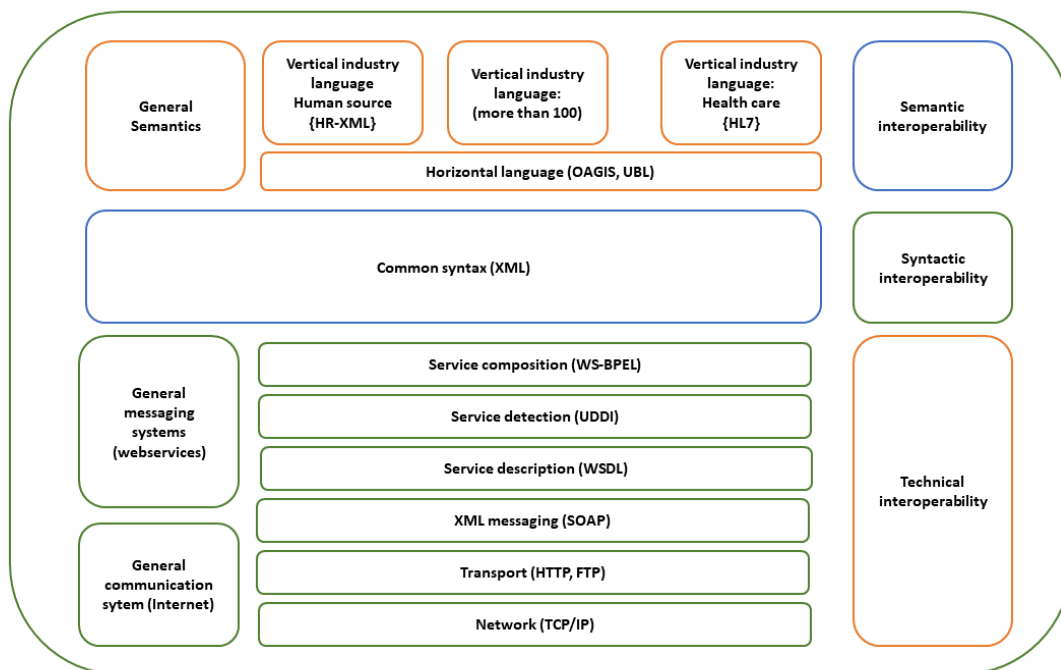 General
Semantics
Vertical industry
language
Human source
{HR-XML}
Vertical industry
language:
(more than 100)
Vertical industry
language:
Health care
{HL7}
Semantic
interoperability
Horizontal language (OAGIS, UBL)
Common syntax (XML)
Syntactic
interoperability
General
messaging
systems
(webservices)
Service composition (WS-BPEL)
Service detection (UDDI)
Service description (WSDL)
Technical
interoperability
XML messaging (SOAP)
General
communication
sytem (Internet)
Transport (HTTP, FTP)
Network (TCP/IP)